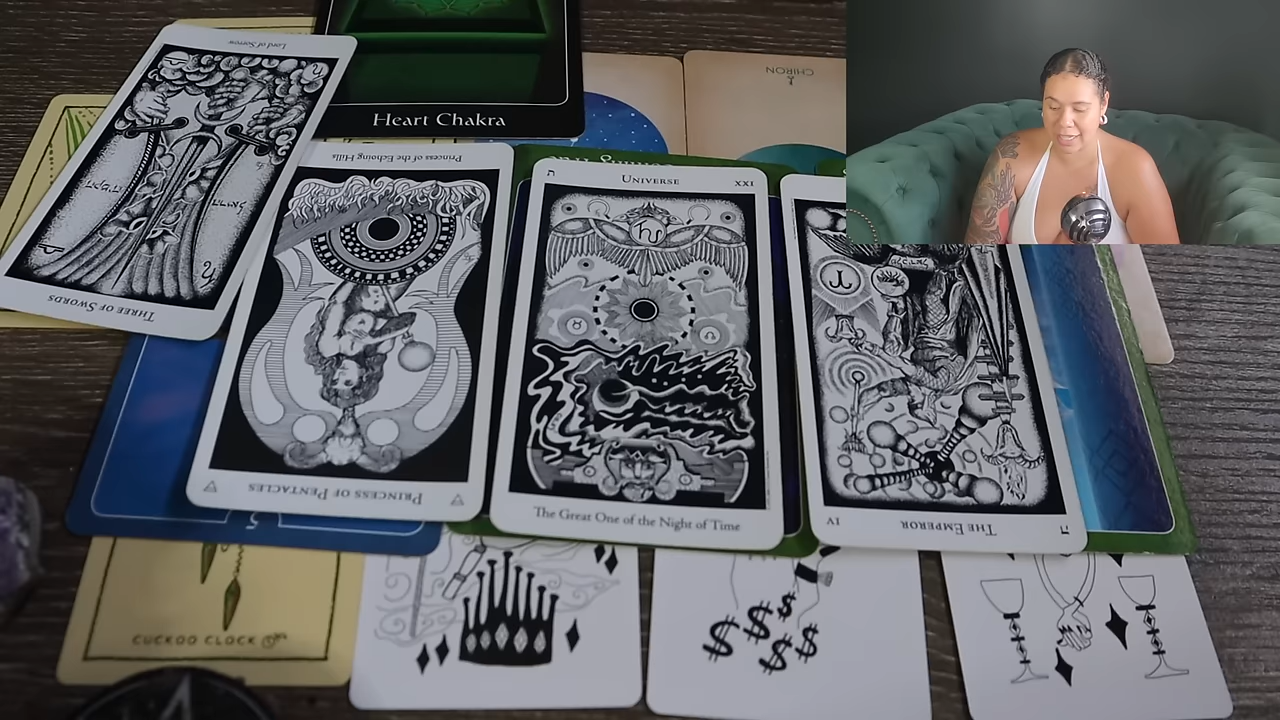 Lord of Sorrow
THREE OF SWORDS
Heart Chakra
CHIRON
Princess of the Echoing Hills
PRINCESS OF PENTACLES
ת
UNIVERSE
XXI
The Great One of the Night of Time
IV
THE EMPEROR
ה
CUCKOO CLOCK
$ $ $
$ $